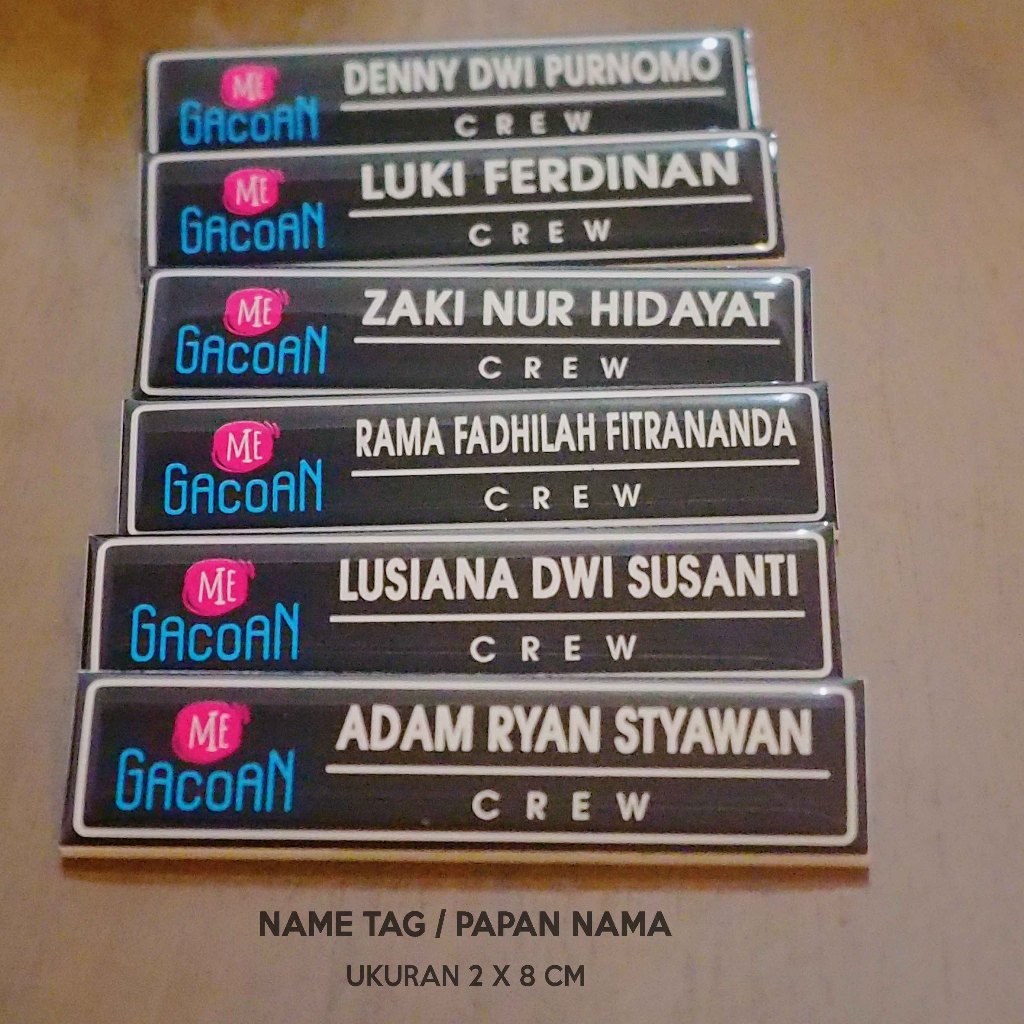 ME
GACOAN
DENNY DWI PURNOMO
CREW
ME
GACOAN
LUKI FERDINAN
CREW
ME
GACOAN
ZAKI NUR HIDAYAT
CREW
ME
GACOAN
RAMA FADHILAH FITRANANDA
CREW
ME
GACOAN
LUSIANA DWI SUSANTI
CREW
ME
GACOAN
ADAM RYAN STYAWAN
CREW
NAME TAG / PAPAN NAMA
UKURAN 2 X 8 CM